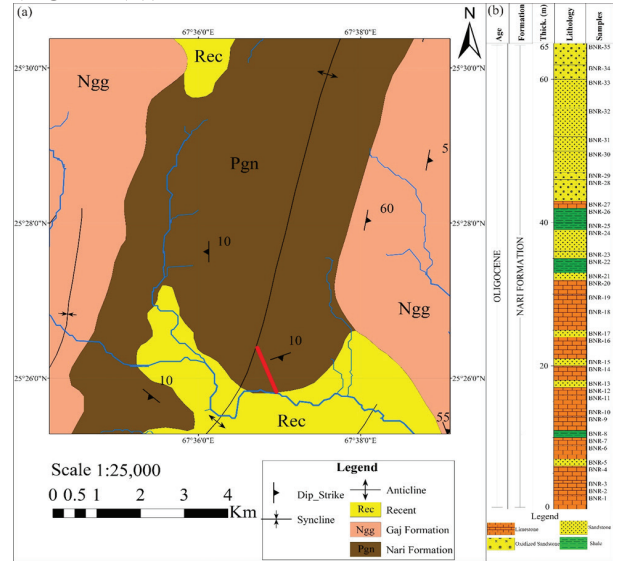 (a)
N
67°36'0"E
67°38'0"E
25°30'0"N
25°30'0"N
25°28'0"N
25°28'0"N
25°26'0"N
25°26'0"N
67°36'0"E
67°38'0"E
Rec
Ngg
Pgn
5
60
10
Ngg
10
10
Rec
55
Scale 1:25,000
0 0.5 1 2 3 4
Km
Legend
Dip_Strike
Anticline
Syncline
Rec Recent
Ngg Gaj Formation
Pgn Nari Formation
(b)
Age
Formation
Thick. (m)
Lithology
Samples
OLIGOCENE
NARI FORMATION
65
60
40
20
0
BNR-35
BNR-34
BNR-33
BNR-32
BNR-31
BNR-30
BNR-29
BNR-28
BNR-27
BNR-26
BNR-25
BNR-24
BNR-23
BNR-22
BNR-21
BNR-20
BNR-19
BNR-18
BNR-17
BNR-16
BNR-15
BNR-14
BNR-13
BNR-12
BNR-11
BNR-10
BNR-9
BNR-8
BNR-7
BNR-6
BNR-5
BNR-4
BNR-3
BNR-2
BNR-1
Legend
Limestone
Sandstone
Oxidized Sandstone
Shale